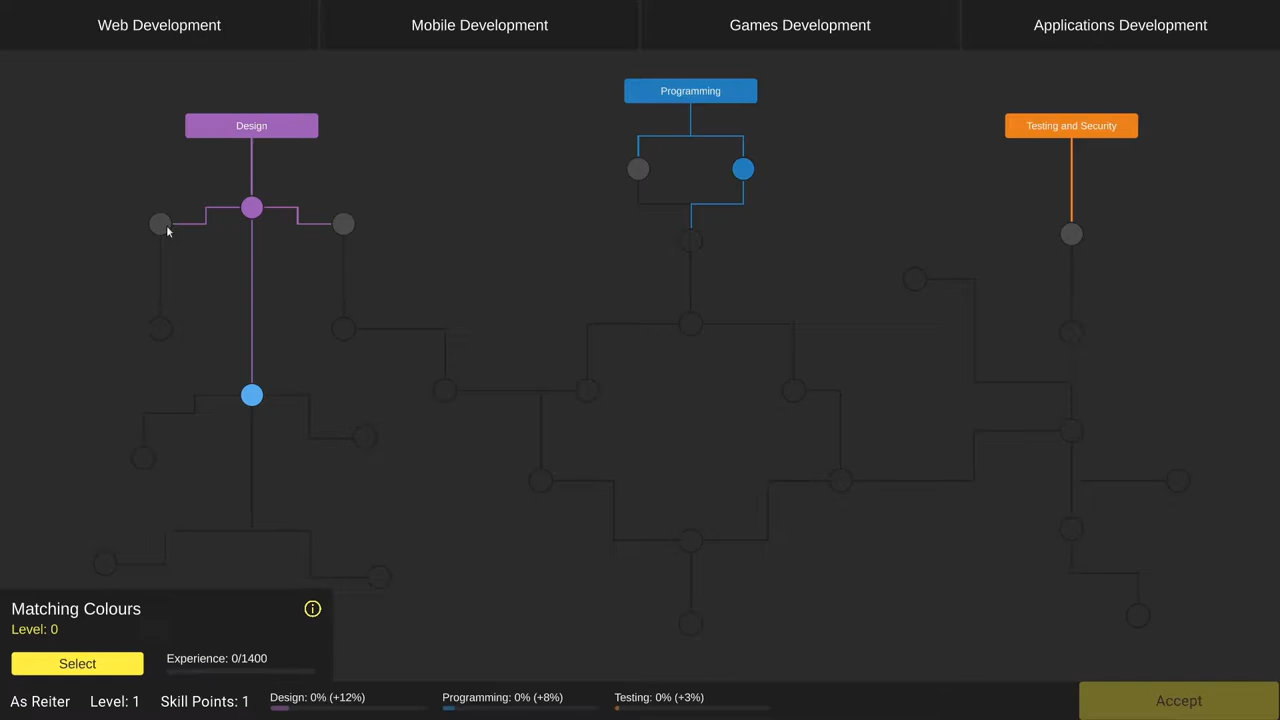 Web Development
Mobile Development
Games Development
Applications Development
Programming
Design
Testing and Security
Matching Colours
Level: 0
Select
Experience: 0/1400
As Reiter
Level: 1
Skill Points: 1
Design: 0% (+12%)
Programming: 0% (+8%)
Testing: 0% (+3%)
Accept